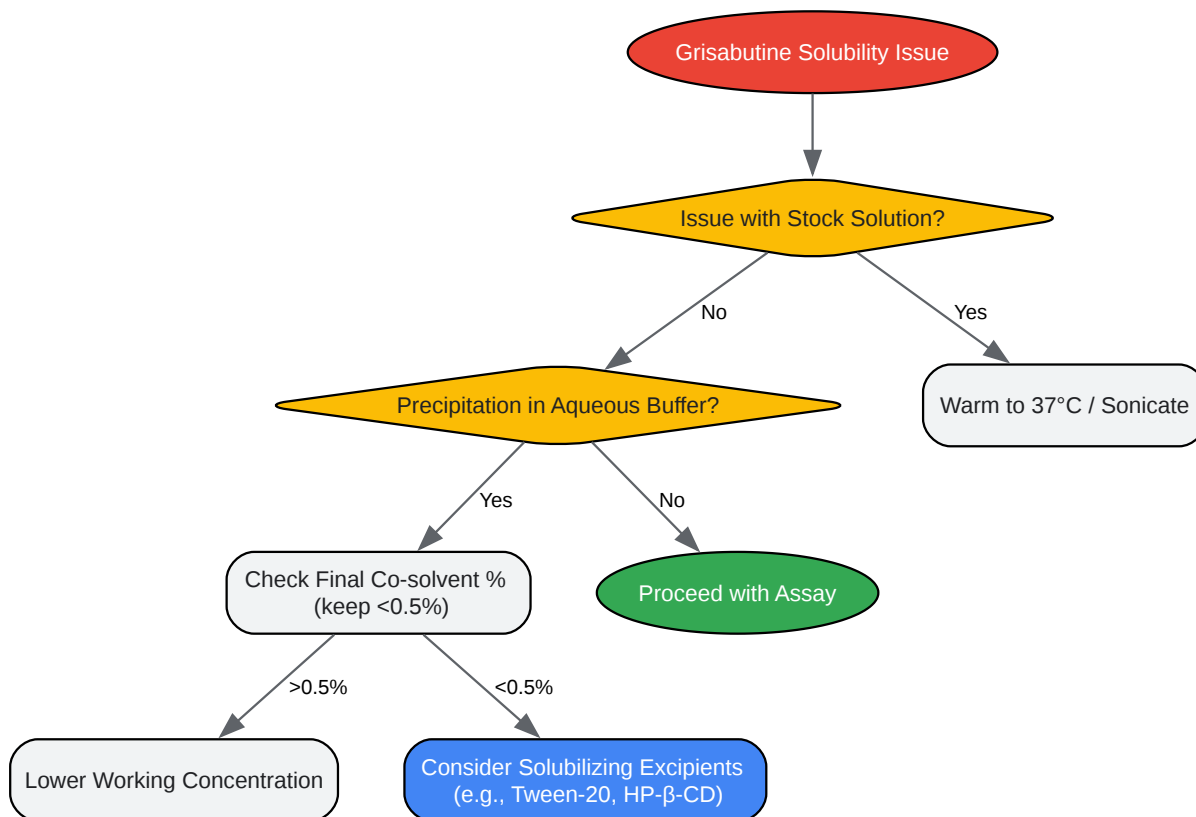 Grisabutine Solubility Issue
Issue with Stock Solution?
No
Yes
Precipitation in Aqueous Buffer?
Warm to 37°C / Sonicate
Yes
No
Check Final Co-solvent %
(keep <0.5%)
Proceed with Assay
>0.5%
<0.5%
Lower Working Concentration
Consider Solubilizing Excipients
(e.g., Tween-20, HP-β-CD)